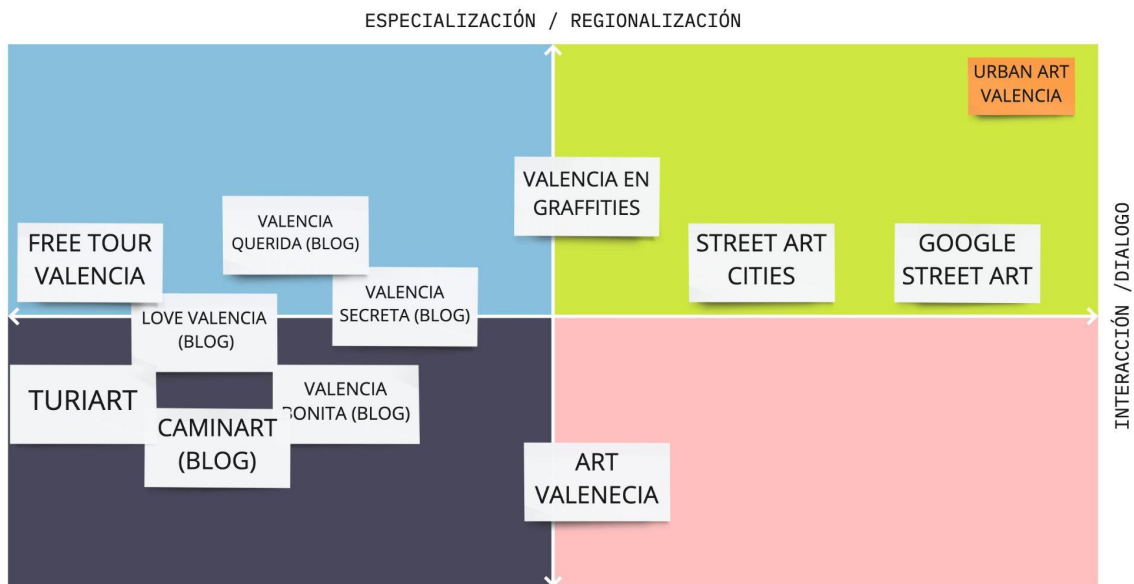 ESPECIALIZACIÓN / REGIONALIZACIÓN
URBAN ART
VALENCIA
VALENCIA EN
GRAFFITIES
VALENCIA
QUERIDA (BLOG)
FREE TOUR
VALENCIA
STREET ART
CITIES
GOOGLE
STREET ART
VALENCIA
SECRETA (BLOG)
LOVE VALENCIA
(BLOG)
TURIART
VALENCIA
BONITA (BLOG)
CAMINART
(BLOG)
ART
VALENECIA
INTERACCIÓN /DIALOGO